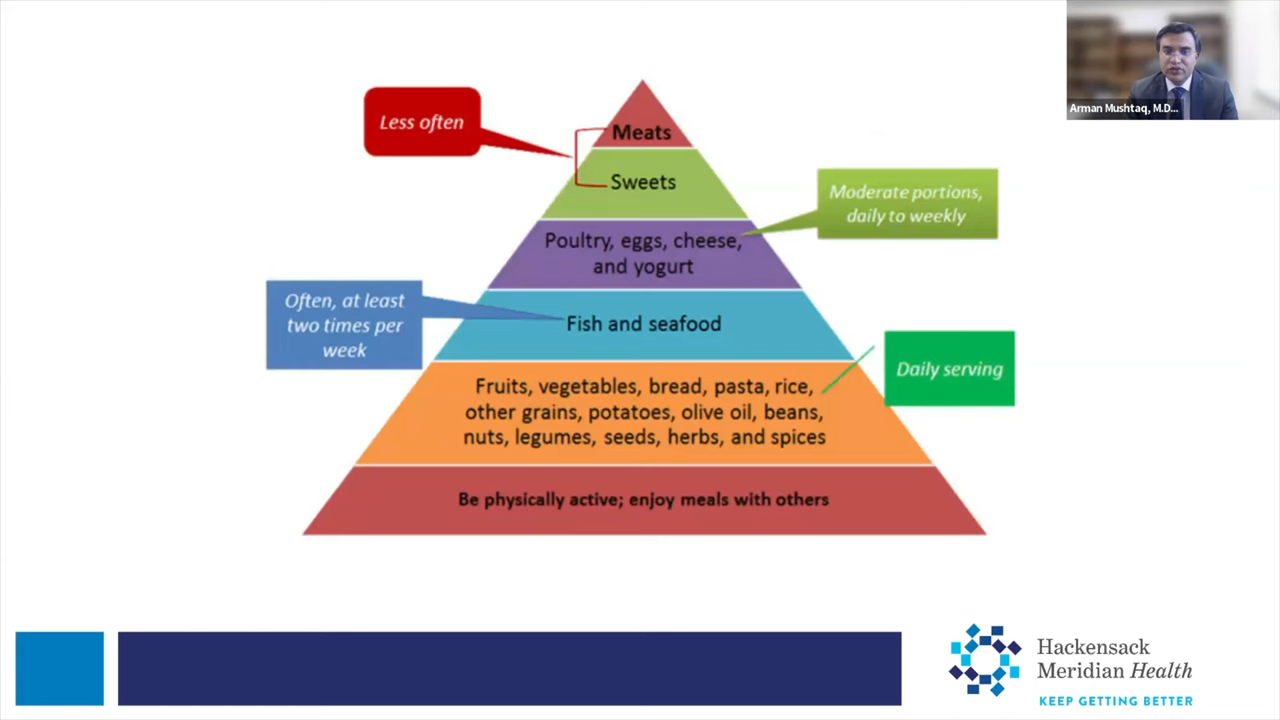 Arman Mushtaq, M.D...
Less often
Meats
Sweets
Moderate portions,
daily to weekly
Poultry, eggs, cheese,
and yogurt
Often, at least
two times per
week
Fish and seafood
Fruits, vegetables, bread, pasta, rice,
other grains, potatoes, olive oil, beans,
nuts, legumes, seeds, herbs, and spices
Daily serving
Be physically active; enjoy meals with others
Hackensack
Meridian Health
KEEP GETTING BETTER